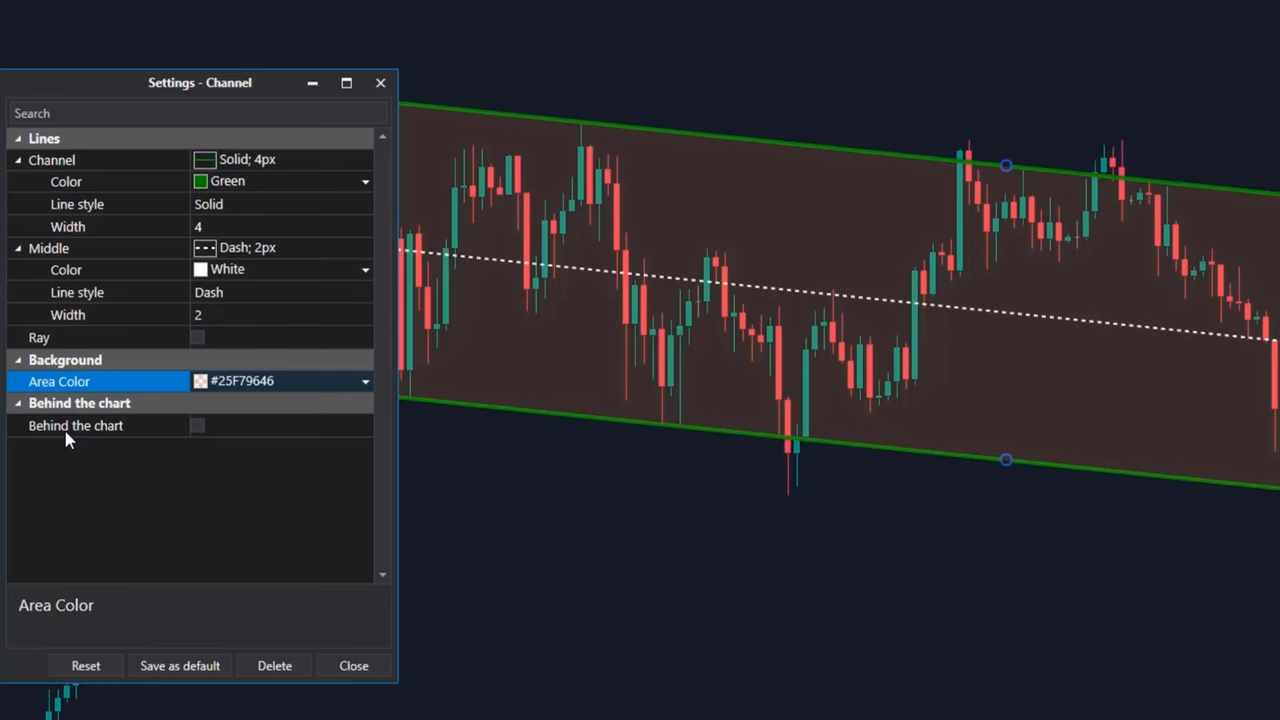 Settings - Channel
Search
Lines
Channel Solid; 4px
Color Green
Line style Solid
Width 4
Middle Dash; 2px
Color White
Line style Dash
Width 2
Ray
Background
Area Color #25F79646
Behind the chart
Behind the chart
Area Color
Reset Save as default Delete Close